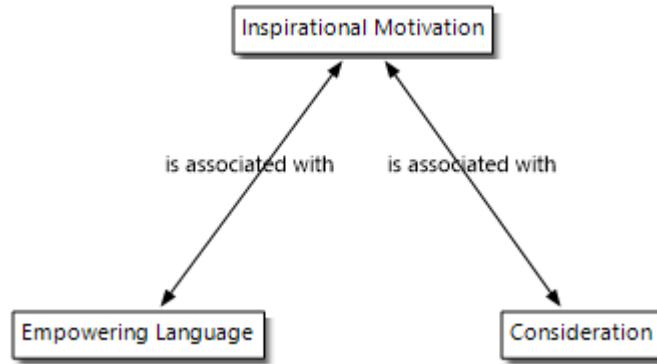 Inspirational Motivation
is associated with
is associated with
Empowering Language
Consideration